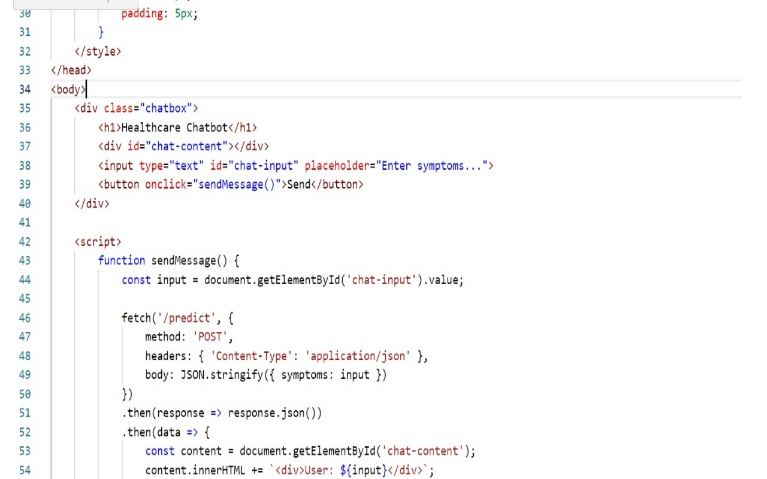 30 padding: 5px;
31 }
32 </style>
33 </head>
34 <body>
35 <div class="chatbox">
36 <h1>Healthcare Chatbot</h1>
37 <div id="chat-content"></div>
38 <input type="text" id="chat-input" placeholder="Enter symptoms...">
39 <button onclick="sendMessage()">Send</button>
40 </div>
41
42 <script>
43 function sendMessage() {
44 const input = document.getElementById('chat-input').value;
45
46 fetch('/predict', {
47 method: 'POST',
48 headers: { 'Content-Type': 'application/json' },
49 body: JSON.stringify({ symptoms: input })
50 })
51 .then(response => response.json())
52 .then(data => {
53 const content = document.getElementById('chat-content');
54 content.innerHTML += `<div>User: ${input}</div>`;